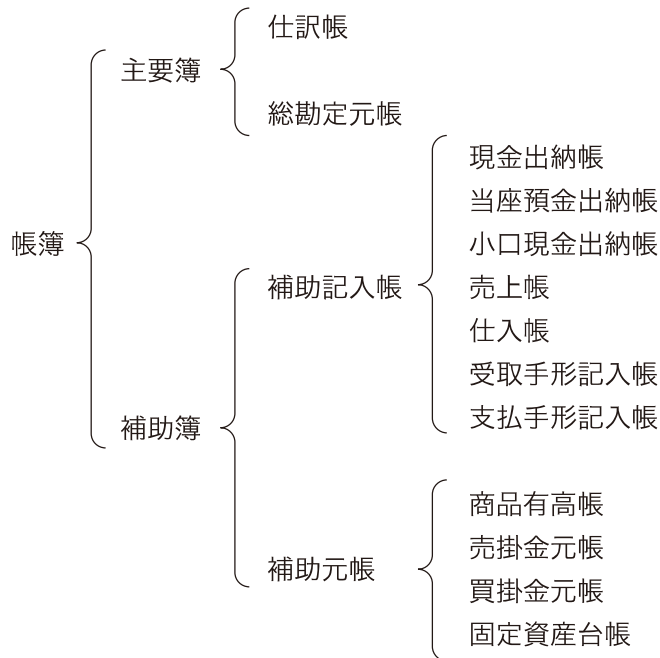 帳簿
主要簿
仕訳帳
総勘定元帳
補助簿
補助記入帳
現金出納帳
当座預金出納帳
小口現金出納帳
売上帳
仕入帳
受取手形記入帳
支払手形記入帳
補助元帳
商品有高帳
売掛金元帳
買掛金元帳
固定資産台帳